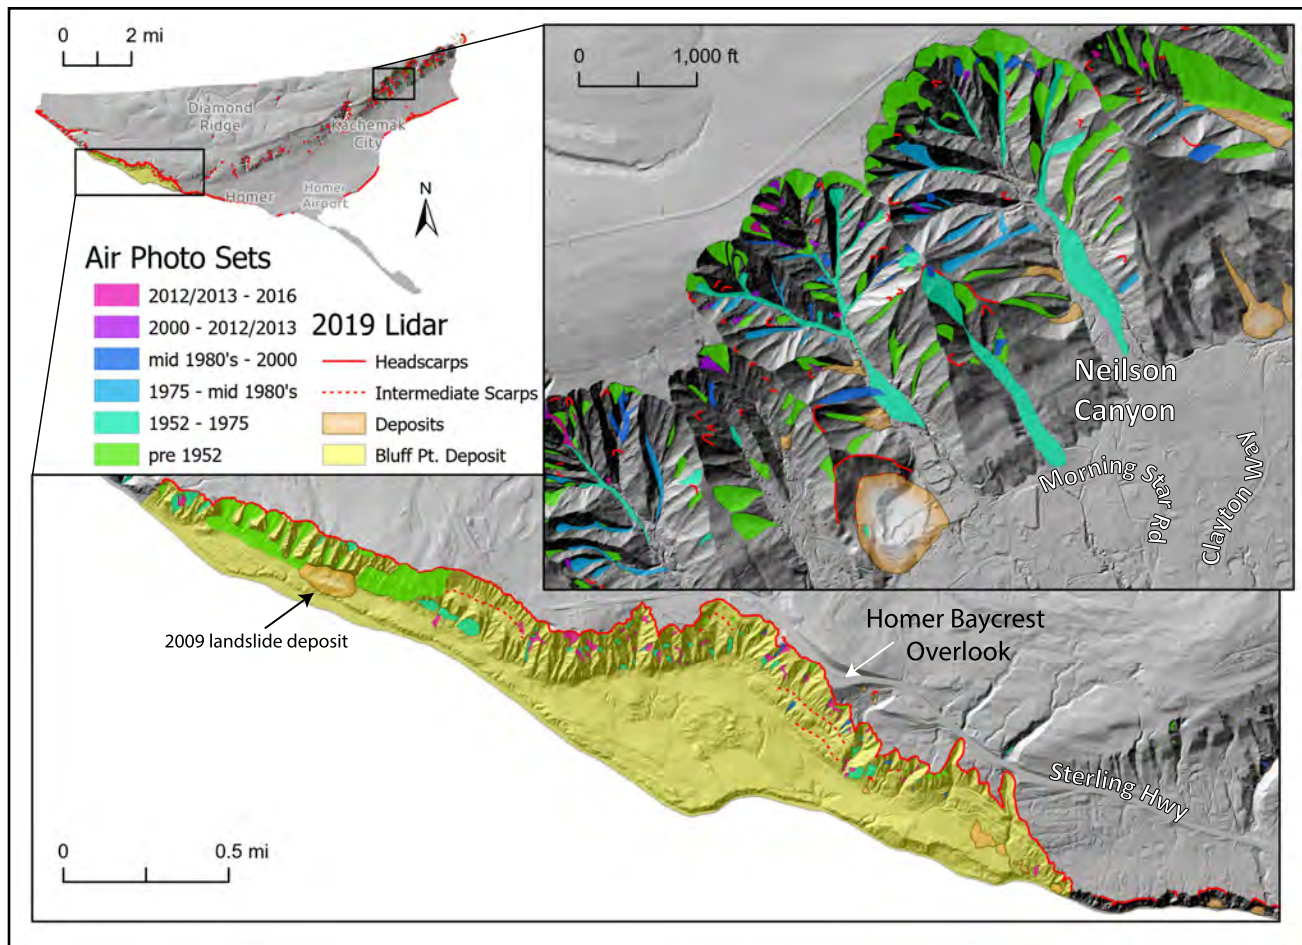 0 2 mi
Diamond
Ridge
Kachemak
City
Homer
Homer
Airport
N
Air Photo Sets
2012/2013 - 2016
2000 - 2012/2013
mid 1980's - 2000
1975 - mid 1980's
1952 - 1975
pre 1952
2019 Lidar
Headscarps
Intermediate Scarps
Deposits
Bluff Pt. Deposit
0 1,000 ft
Neilson
Canyon
Morning Star Rd
Clayton Way
2009 landslide deposit
Homer Baycrest
Overlook
Sterling Hwy
0 0.5 mi